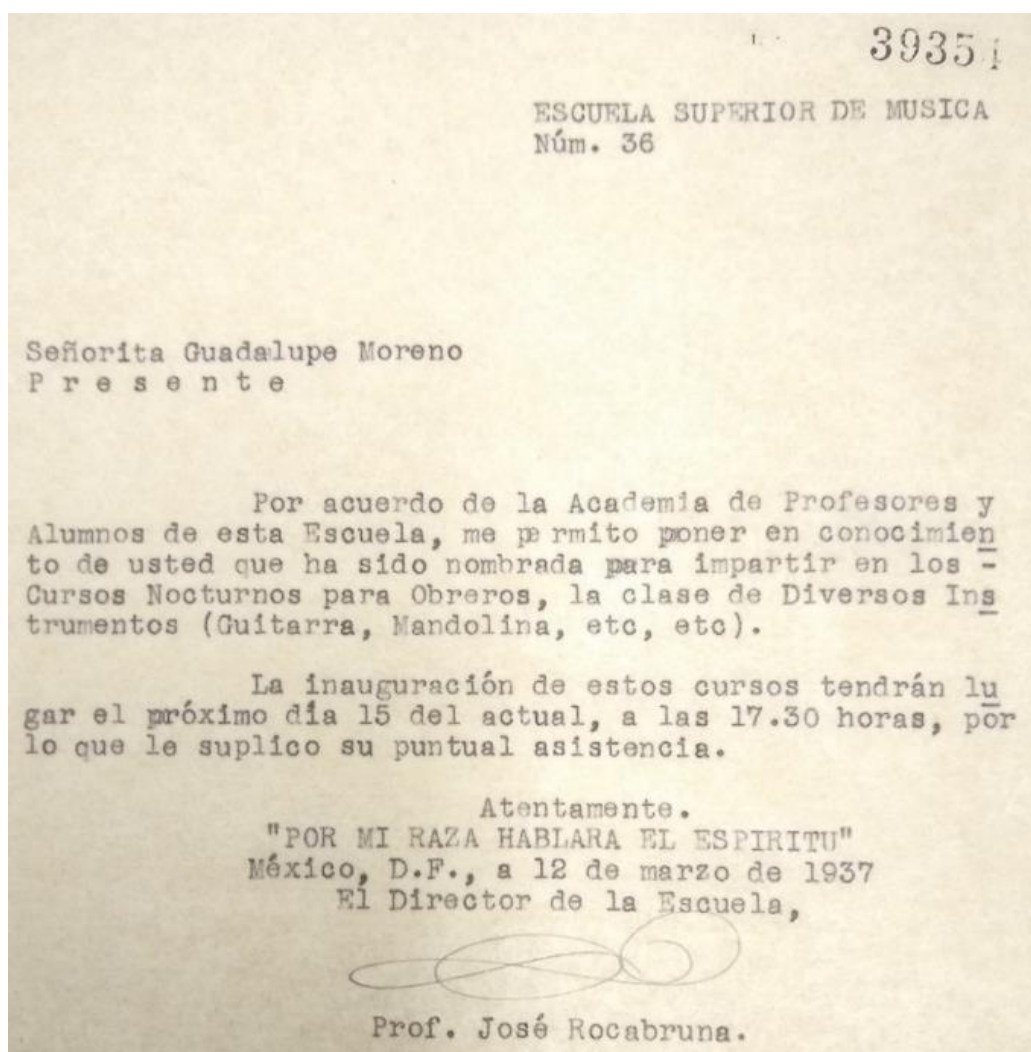 39351
ESCUELA SUPERIOR DE MUSICA
Núm. 36
Señorita Guadalupe Moreno
P r e s e n t e
Por acuerdo de la Academia de Profesores y
Alumnos de esta Escuela, me pe rmito poner en conocimien
to de usted que ha sido nombrada para impartir en los -
Cursos Nocturnos para Obreros, la clase de Diversos Ins
trumentos (Guitarra, Mandolina, etc, etc).
La inauguración de estos cursos tendrán lu
gar el próximo día 15 del actual, a las 17.30 horas, por
lo que le suplico su puntual asistencia.
Atentamente.
"POR MI RAZA HABLARA EL ESPIRITU"
México, D.F., a 12 de marzo de 1937
El Director de la Escuela,
Prof. José Rocabruna.